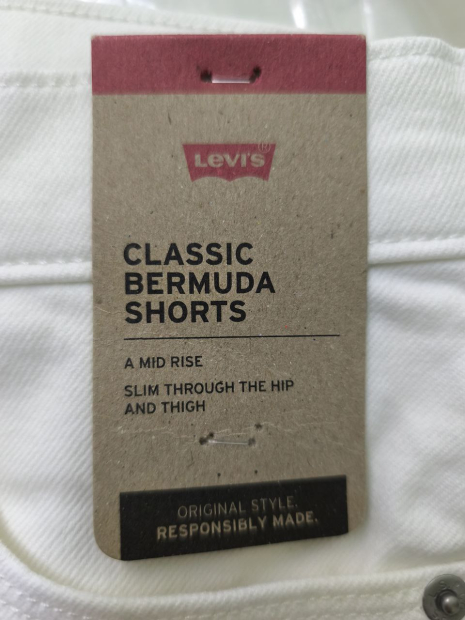 Levi's®
CLASSIC
BERMUDA
SHORTS
A MID RISE
SLIM THROUGH THE HIP
AND THIGH
ORIGINAL STYLE.
RESPONSIBLY MADE.